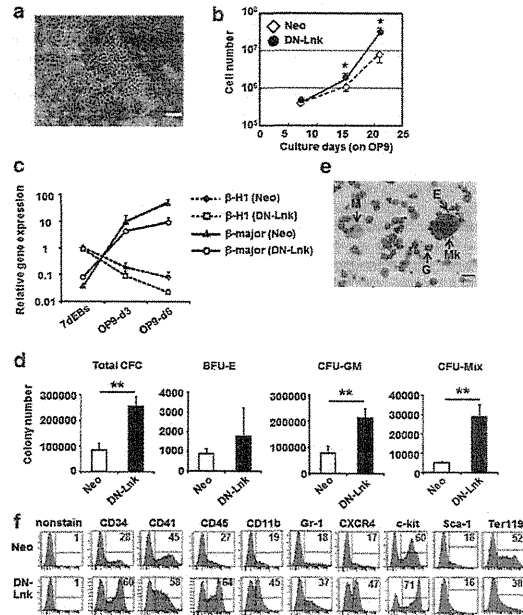 a
b
Neo
DN-Lnk
Cell number
10⁸
10⁷
10⁶
10⁵
*
*
0 5 10 15 20 25
Culture days (on OP9)
c
Relative gene expression
100
10
1
0.1
0.01
7dEBs
OP9-d3
OP9-d6
β-H1 (Neo)
β-H1 (DN-Lnk)
β-major (Neo)
β-major (DN-Lnk)
e
M
E
G
Mk
d
Colony number
Total CFC
300000
200000
100000
0
**
Neo
DN-Lnk
BFU-E
4000
3000
2000
1000
0
Neo
DN-Lnk
CFU-GM
300000
200000
100000
0
**
Neo
DN-Lnk
CFU-Mix
40000
30000
20000
10000
0
**
Neo
DN-Lnk
f
nonstain CD34 CD41 CD45 CD11b Gr-1 CXCR4 c-kit Sca-1 Ter119
Neo
1 28 45 27 19 18 17 60 18 52
DN-Lnk
1 60 58 64 45 37 47 71 16 38